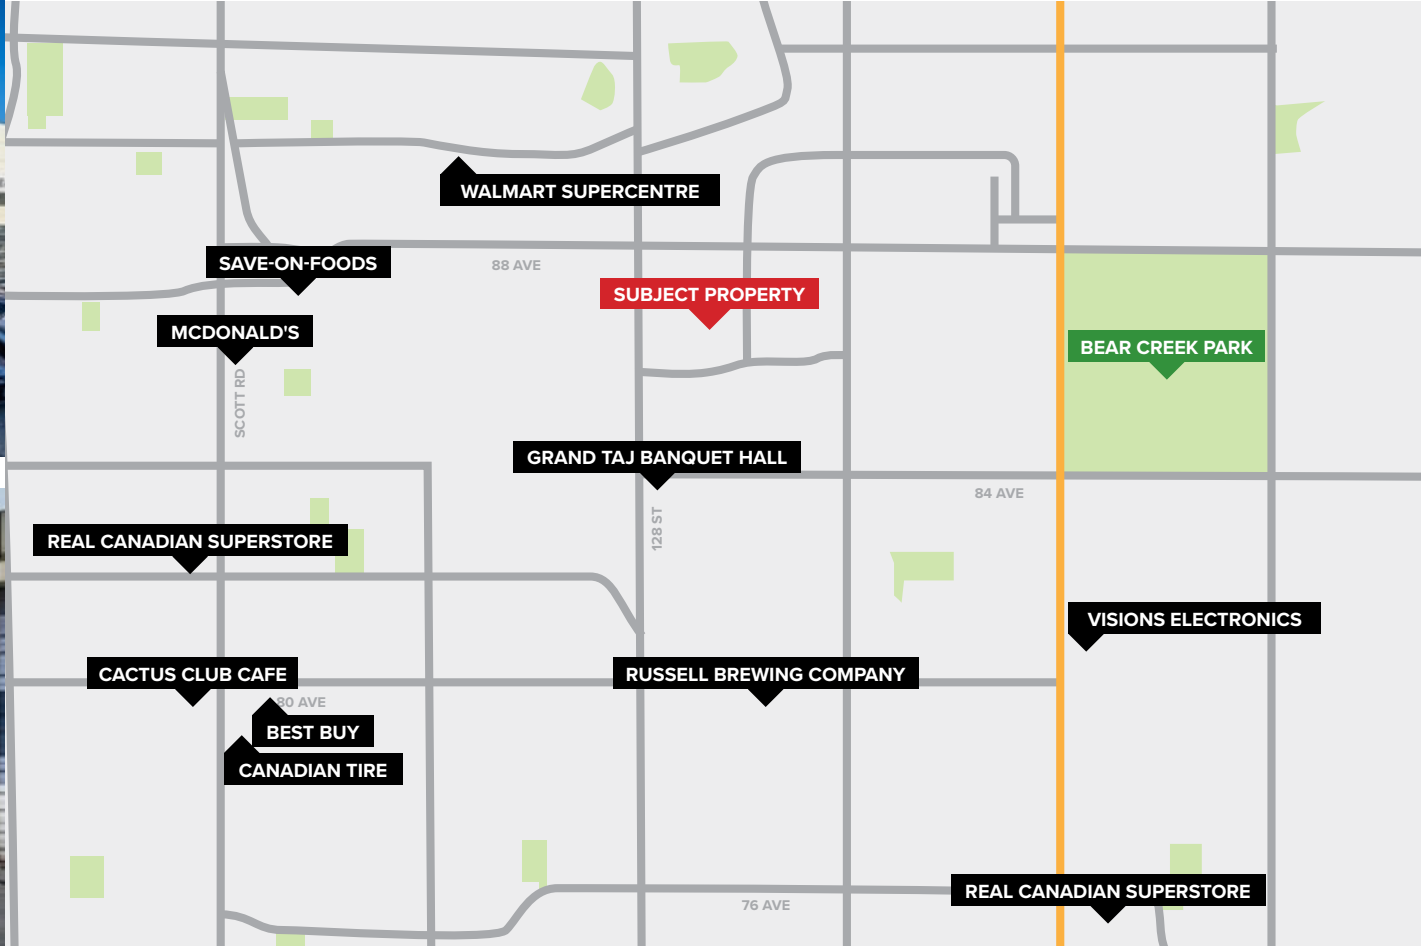 WALMART SUPERCENTRE
SAVE-ON-FOODS
88 AVE
SUBJECT PROPERTY
MCDONALD'S
BEAR CREEK PARK
SCOTT RD
GRAND TAJ BANQUET HALL
84 AVE
128 ST
REAL CANADIAN SUPERSTORE
VISIONS ELECTRONICS
CACTUS CLUB CAFE
RUSSELL BREWING COMPANY
80 AVE
BEST BUY
CANADIAN TIRE
REAL CANADIAN SUPERSTORE
76 AVE